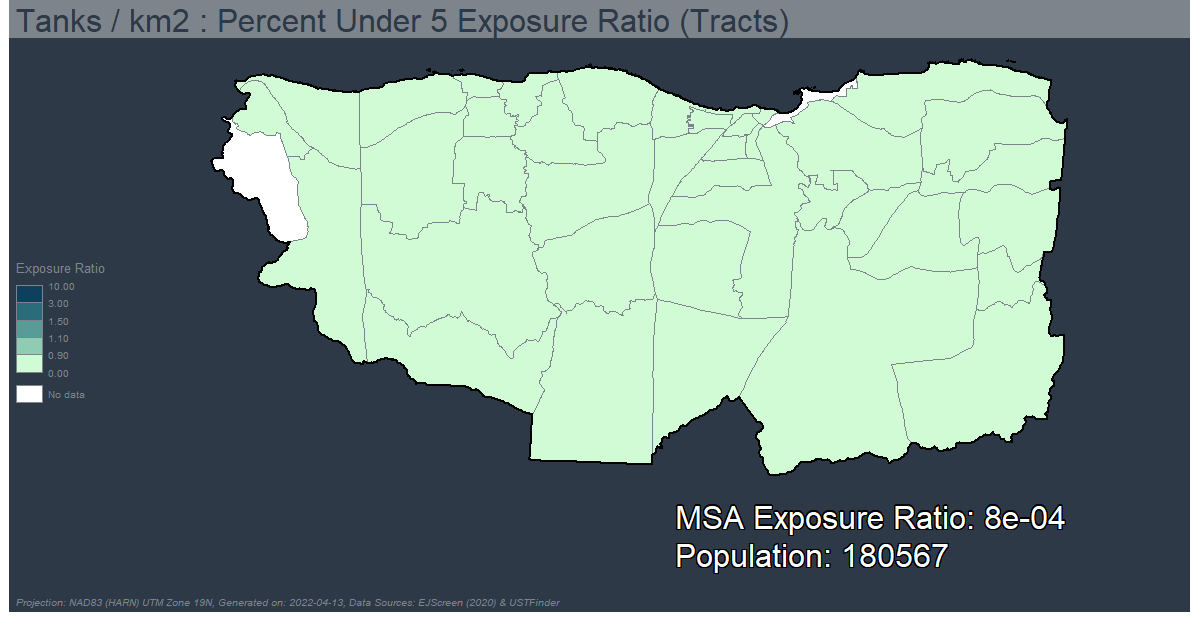 Tanks / km2 : Percent Under 5 Exposure Ratio (Tracts)
Exposure Ratio
10.00
3.00
1.50
1.10
0.90
0.00
No data
MSA Exposure Ratio: 8e-04
Population: 180567
Projection: NAD83 (HARN) UTM Zone 19N, Generated on: 2022-04-13, Data Sources: EJScreen (2020) & USTFinder